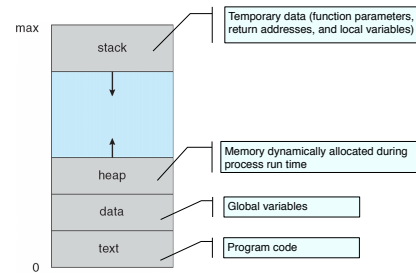 max
stack
heap
data
text
0
Temporary data (function parameters,
return addresses, and local variables)
Memory dynamically allocated during
process run time
Global variables
Program code